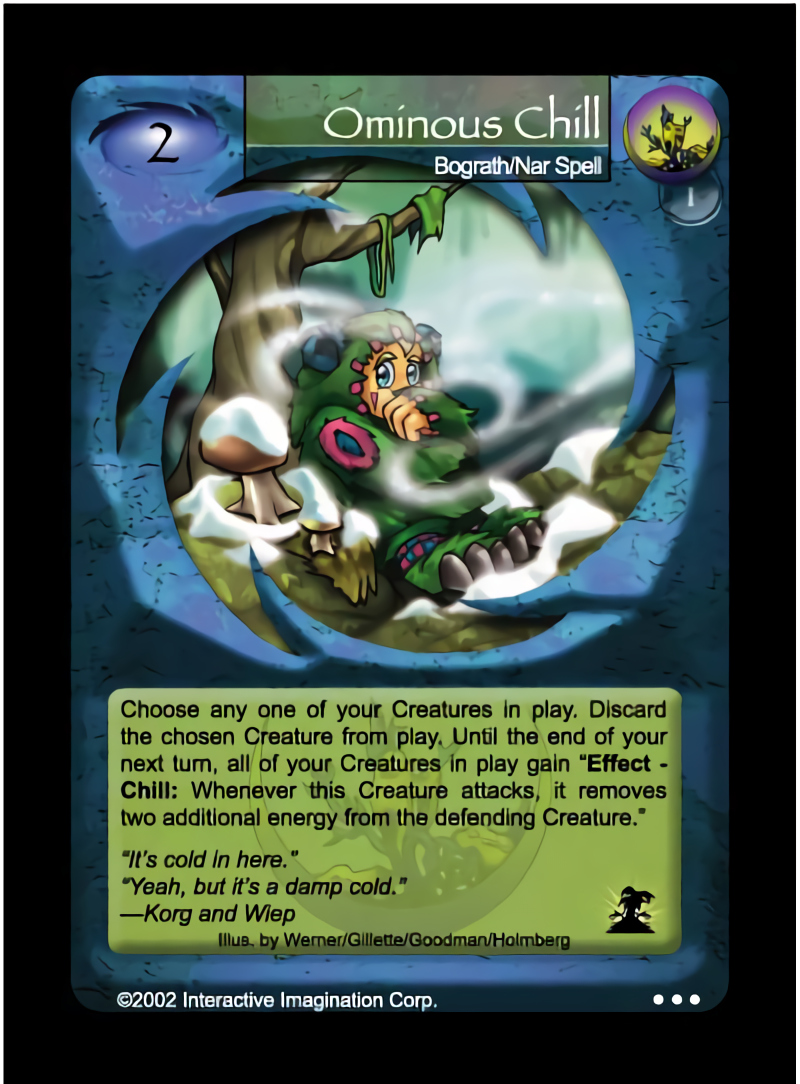 2
Ominous Chill
Bograth/Nar Spell
1
Choose any one of your Creatures in play. Discard
the chosen Creature from play. Until the end of your
next turn, all of your Creatures in play gain "Effect -
Chill: Whenever this Creature attacks, it removes
two additional energy from the defending Creature."
"It's cold in here."
"Yeah, but it's a damp cold."
—Korg and Wiep
Illus. by Werner/Gillette/Goodman/Holmberg
©2002 Interactive Imagination Corp.